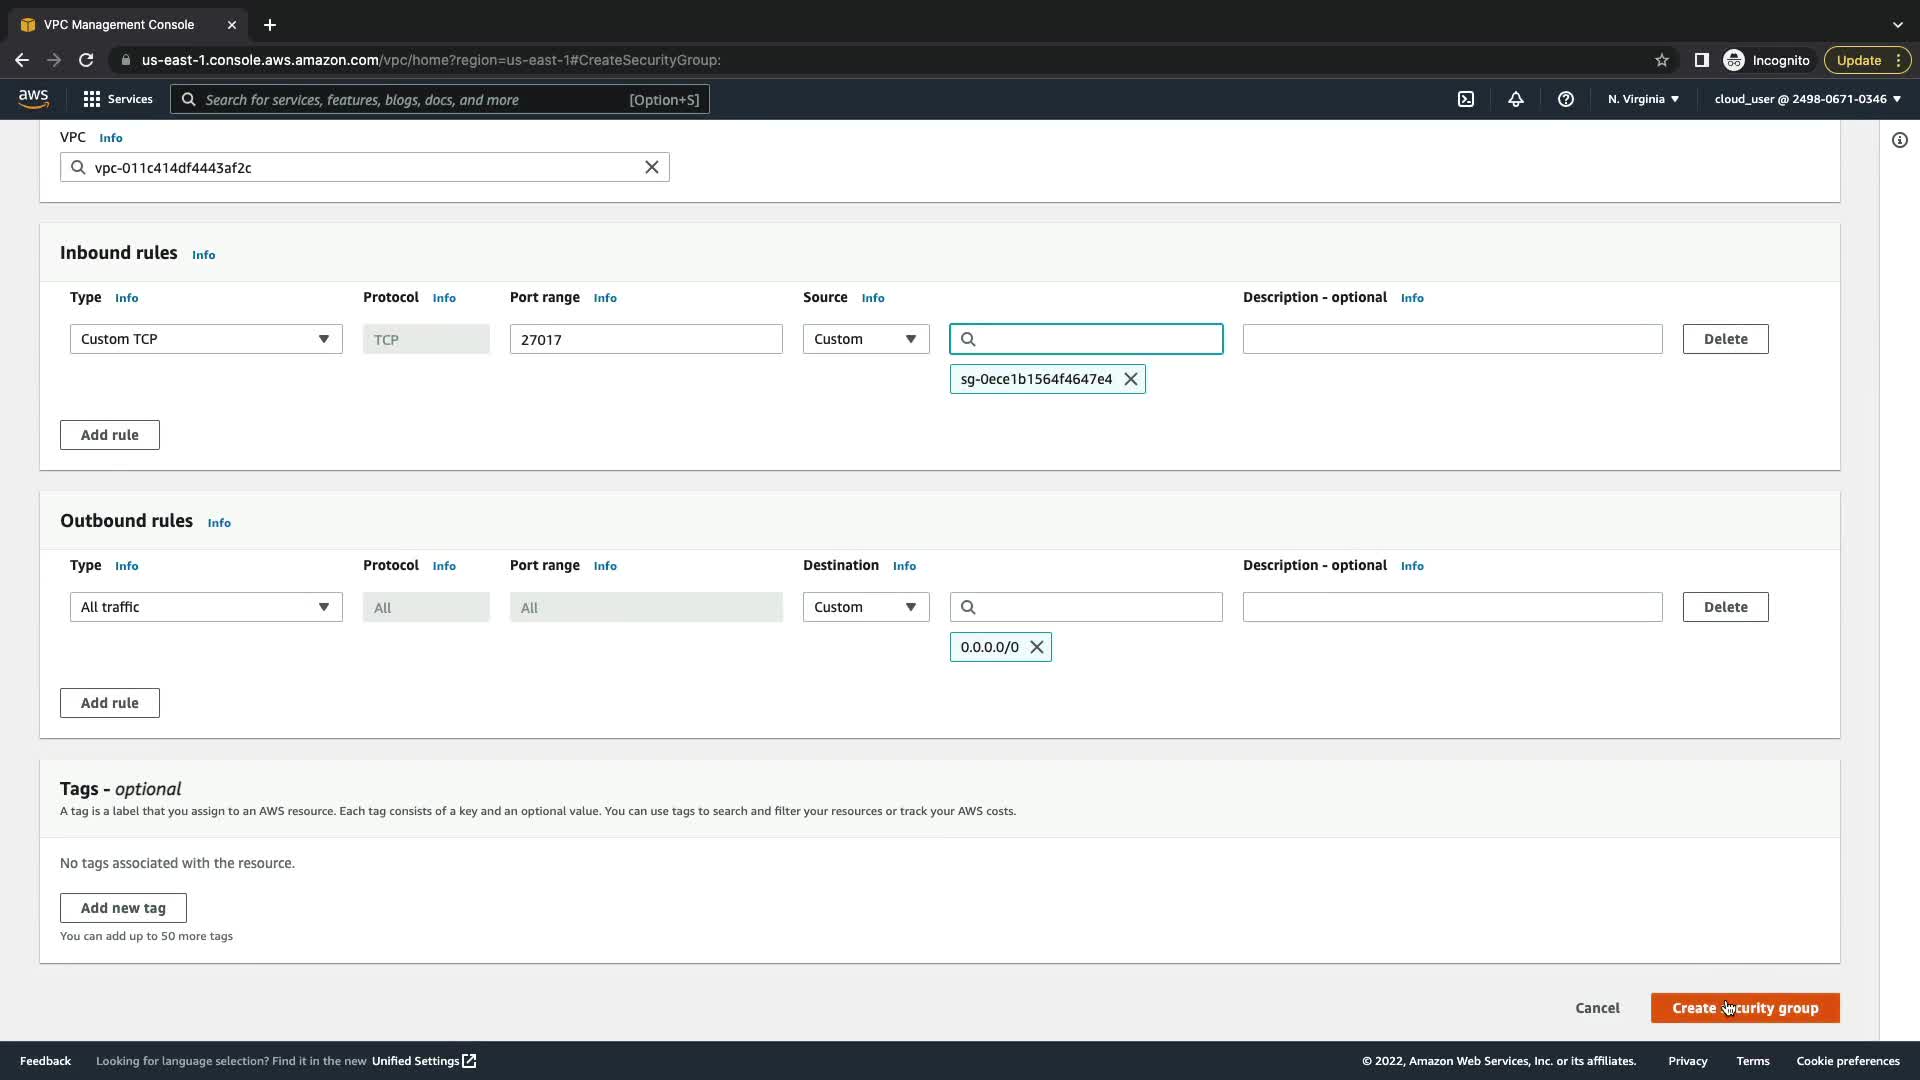 VPC Management Console
us-east-1.console.aws.amazon.com/vpc/home?region=us-east-1#CreateSecurityGroup:
Incognito
Update
aws
Services
Search for services, features, blogs, docs, and more [Option+S]
N. Virginia
cloud_user @ 2498-0671-0346
VPC Info
vpc-011c414df4443af2c
Inbound rules Info
Type Info Protocol Info Port range Info Source Info Description - optional Info
Custom TCP TCP 27017 Custom Delete
sg-0ece1b1564f4647e4
Add rule
Outbound rules Info
Type Info Protocol Info Port range Info Destination Info Description - optional Info
All traffic All All Custom Delete
0.0.0.0/0
Add rule
Tags - optional
A tag is a label that you assign to an AWS resource. Each tag consists of a key and an optional value. You can use tags to search and filter your resources or track your AWS costs.
No tags associated with the resource.
Add new tag
You can add up to 50 more tags
Cancel Create security group
Feedback Looking for language selection? Find it in the new Unified Settings © 2022, Amazon Web Services, Inc. or its affiliates. Privacy Terms Cookie preferences